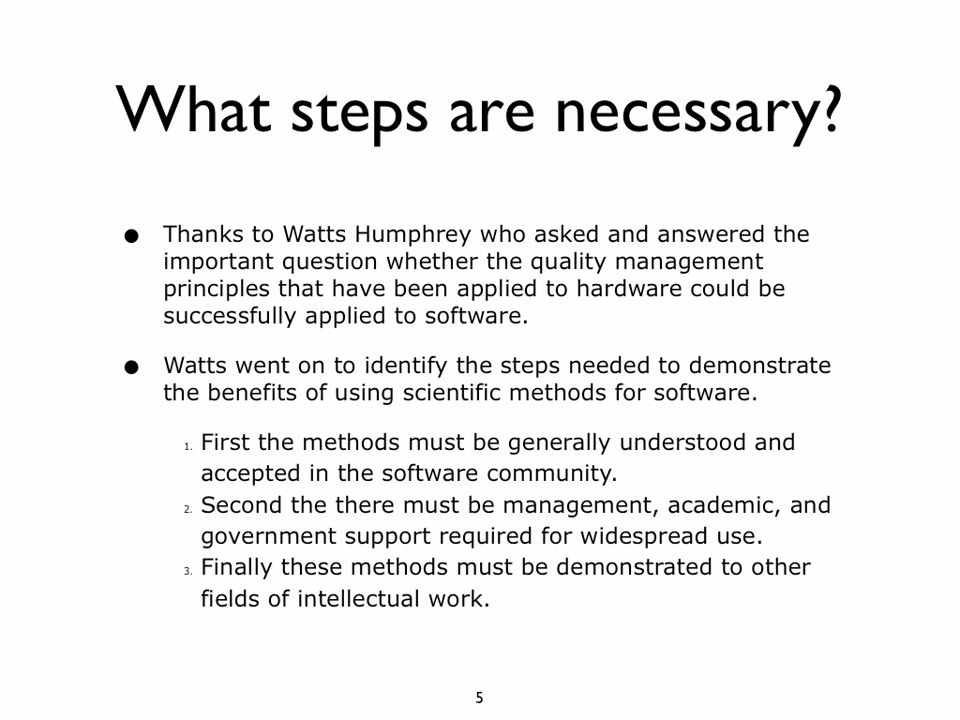 What steps are necessary?
• Thanks to Watts Humphrey who asked and answered the
important question whether the quality management
principles that have been applied to hardware could be
successfully applied to software.
• Watts went on to identify the steps needed to demonstrate
the benefits of using scientific methods for software.
1. First the methods must be generally understood and
accepted in the software community.
2. Second the there must be management, academic, and
government support required for widespread use.
3. Finally these methods must be demonstrated to other
fields of intellectual work.
5